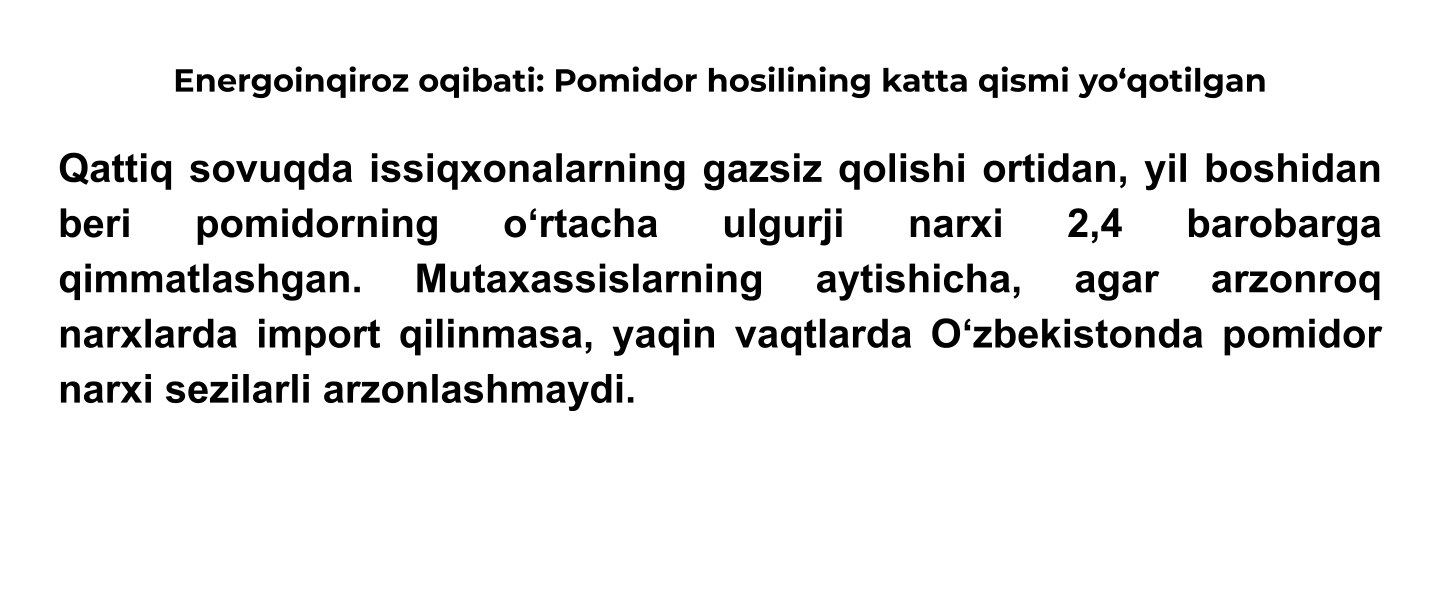 Energoinqiroz oqibati: Pomidor hosilining katta qismi yo‘qotilgan
Qattiq sovuqda issiqxonalarning gazsiz qolishi ortidan, yil boshidan
beri pomidorning o‘rtacha ulgurji narxi 2,4 barobarga
qimmatlashgan. Mutaxassislarning aytishicha, agar arzonroq
narxlarda import qilinmasa, yaqin vaqtlarda O‘zbekistonda pomidor
narxi sezilarli arzonlashmaydi.